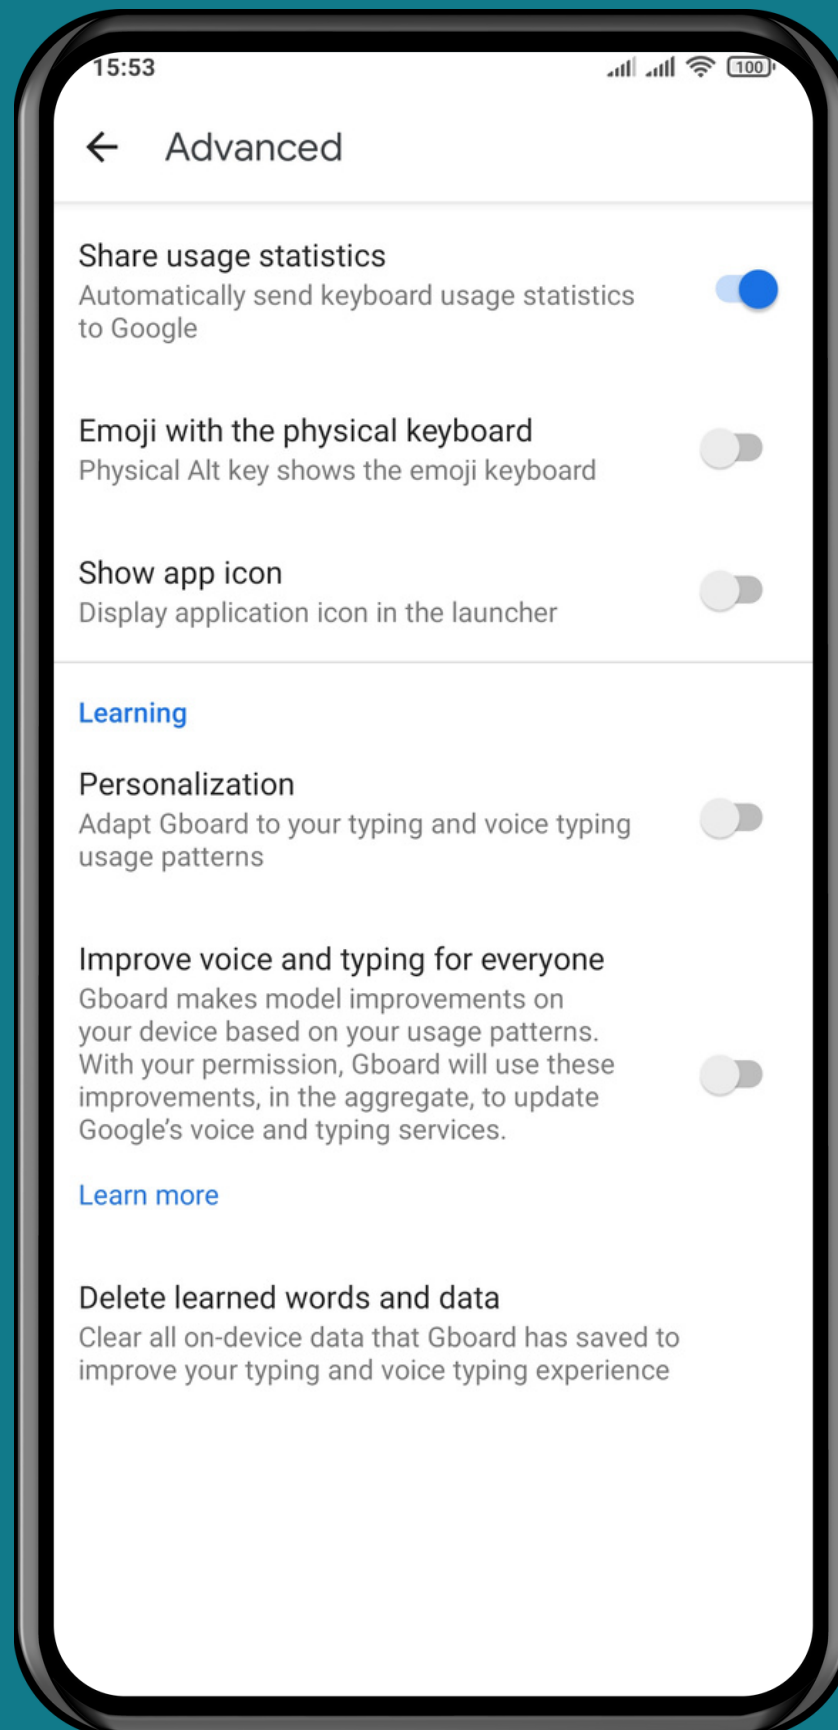 15:53
100
Advanced
Share usage statistics
Automatically send keyboard usage statistics
to Google
Emoji with the physical keyboard
Physical Alt key shows the emoji keyboard
Show app icon
Display application icon in the launcher
Learning
Personalization
Adapt Gboard to your typing and voice typing
usage patterns
Improve voice and typing for everyone
Gboard makes model improvements on
your device based on your usage patterns.
With your permission, Gboard will use these
improvements, in the aggregate, to update
Google’s voice and typing services.
Learn more
Delete learned words and data
Clear all on-device data that Gboard has saved to
improve your typing and voice typing experience